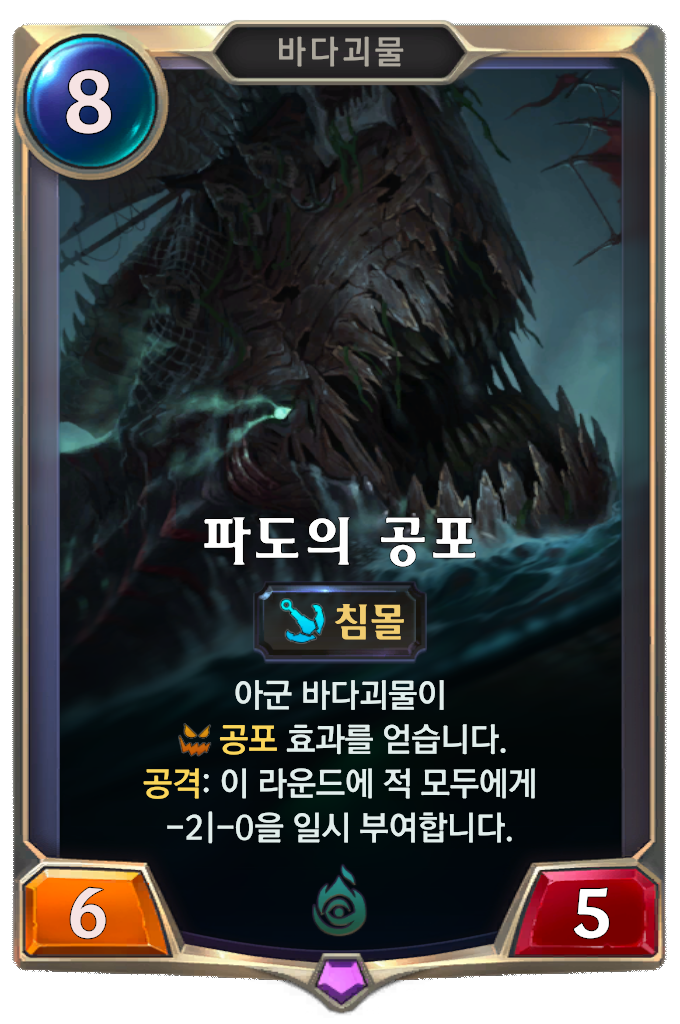 바다괴물
8
파도의 공포
침몰
아군 바다괴물이
공포 효과를 얻습니다.
공격: 이 라운드에 적 모두에게
-2|-0을 일시 부여합니다.
6
5